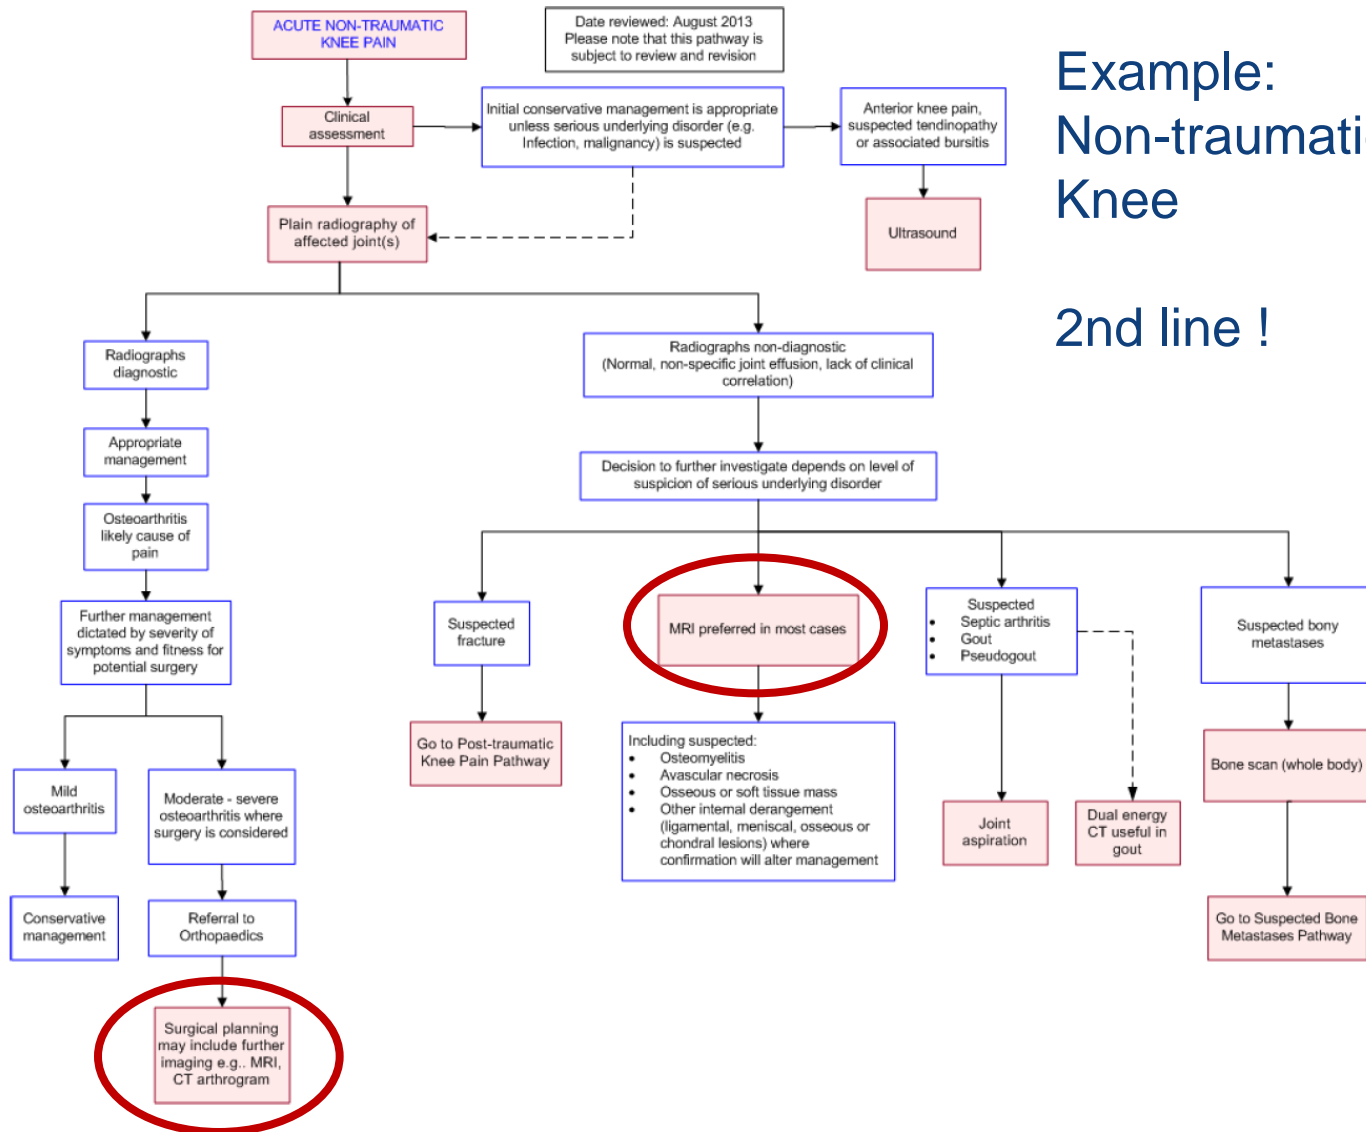 ACUTE NON-TRAUMATIC
KNEE PAIN
Date reviewed: August 2013
Please note that this pathway is
subject to review and revision
Example:
Non-traumati
Knee
2nd line !
Clinical
assessment
Initial conservative management is appropriate
unless serious underlying disorder (e.g.
Infection, malignancy) is suspected
Anterior knee pain,
suspected tendinopathy
or associated bursitis
Plain radiography of
affected joint(s)
Ultrasound
Radiographs
diagnostic
Radiographs non-diagnostic
(Normal, non-specific joint effusion, lack of clinical
correlation)
Appropriate
management
Decision to further investigate depends on level of
suspicion of serious underlying disorder
Osteoarthritis
likely cause of
pain
Further management
dictated by severity of
symptoms and fitness for
potential surgery
Suspected
fracture
MRI preferred in most cases
Suspected
• Septic arthritis
• Gout
• Pseudogout
Suspected bony
metastases
Go to Post-traumatic
Knee Pain Pathway
Including suspected:
• Osteomyelitis
• Avascular necrosis
• Osseous or soft tissue mass
• Other internal derangement
(ligamental, meniscal, osseous or
chondral lesions) where
confirmation will alter management
Bone scan (whole body)
Mild
osteoarthritis
Moderate - severe
osteoarthritis where
surgery is considered
Joint
aspiration
Dual energy
CT useful in
gout
Conservative
management
Referral to
Orthopaedics
Go to Suspected Bone
Metastases Pathway
Surgical planning
may include further
imaging e.g.. MRI,
CT arthrogram